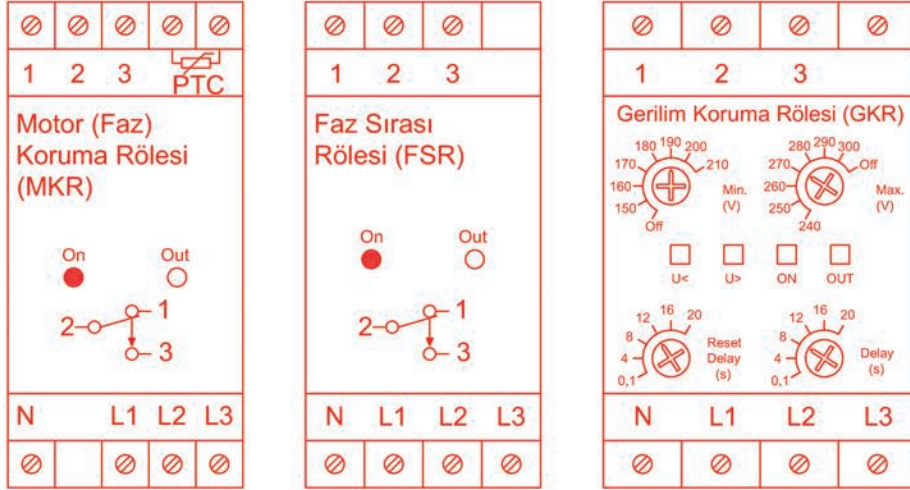 1 2 3
PTC
Motor (Faz)
Koruma Rölesi
(MKR)
On Out
1
2
3
N L1 L2 L3
1 2 3
Faz Sırası
Rölesi (FSR)
On Out
1
2
3
N L1 L2 L3
1 2 3
Gerilim Koruma Rölesi (GKR)
180 190 200
170 210
160
150
Off
Min.
(V)
280 290 300
270 Off
260
250
240
Max.
(V)
U< U> ON OUT
12 16 20
8
4
0,1
Reset
Delay
(s)
12 16 20
8
4
0,1
Delay
(s)
N L1 L2 L3